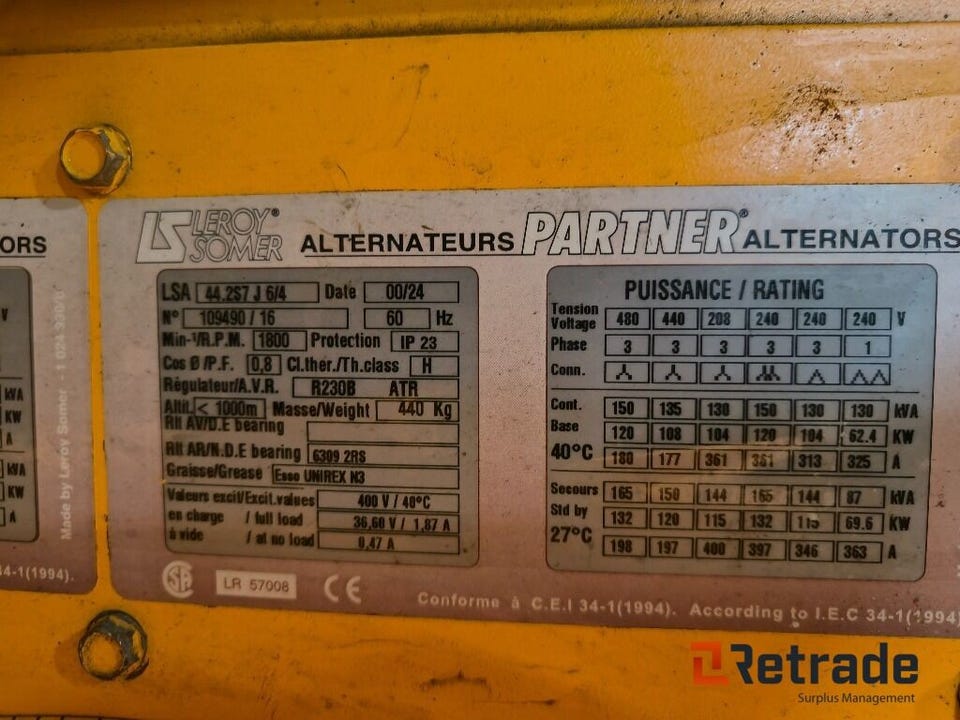 ORS
LS LEROY® SOMER ALTERNATEURS PARTNER® ALTERNATORS
LSA 44.2S7 J 6/4 Date 00/24
N° 109490 / 16 60 Hz
Min-¹/R.P.M. 1800 Protection IP 23
Cos Ø /P.F. 0,8 Cl.ther./Th.class H
Régulateur/A.V.R. R230B ATR
Altit. < 1000m Masse/Weight 440 Kg
Rlt AV/D.E bearing
Rlt AR/N.D.E bearing 6309 2RS
Graisse/Grease Esso UNIREX N3
Valeurs excit/Excit.values 400 V / 40°C
en charge / full load 36,60 V / 1,87 A
à vide / at no load 0,47 A
PUISSANCE / RATING
Tension Voltage 480 440 208 240 240 240 V
Phase 3 3 3 3 3 1
Conn.
Cont. 150 135 130 150 130 130 kVA
Base 120 108 104 120 104 62.4 KW
40°C 180 177 361 361 313 325 A
Secours 165 150 144 165 144 87 kVA
Std by 132 120 115 132 115 69.6 KW
27°C 198 197 400 397 346 363 A
V
kVA
KW
A
kVA
KW
A
Made by Leroy Somer - 1 024
34-1(1994).
SA LR 57008 CE
Conforme à C.E.I 34-1(1994). According to I.E.C 34-1(1994)
Retrade
Surplus Management